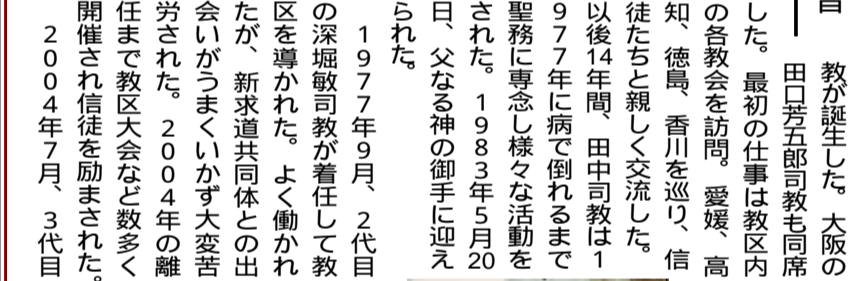 教が誕生した。大阪の
田口芳五郎司教も同席
した。最初の仕事は教区内
の各教会を訪問。愛媛、高
知、徳島、香川を巡り、信
徒たちと親しく交流した。
以後14年間、田中司教は1
977年に病で倒れるまで
聖務に専念し様々な活動を
された。1983年5月20
日、父なる神の御手に迎え
られた。
1977年9月、2代目
の深堀敏司教が着任して教
区を導かれた。よく働かれ
たが、新求道共同体との出
会いがうまくいかず大変苦
労された。2004年の離
任まで教区大会など数多く
開催され信徒を励まされた。
2004年7月、3代目